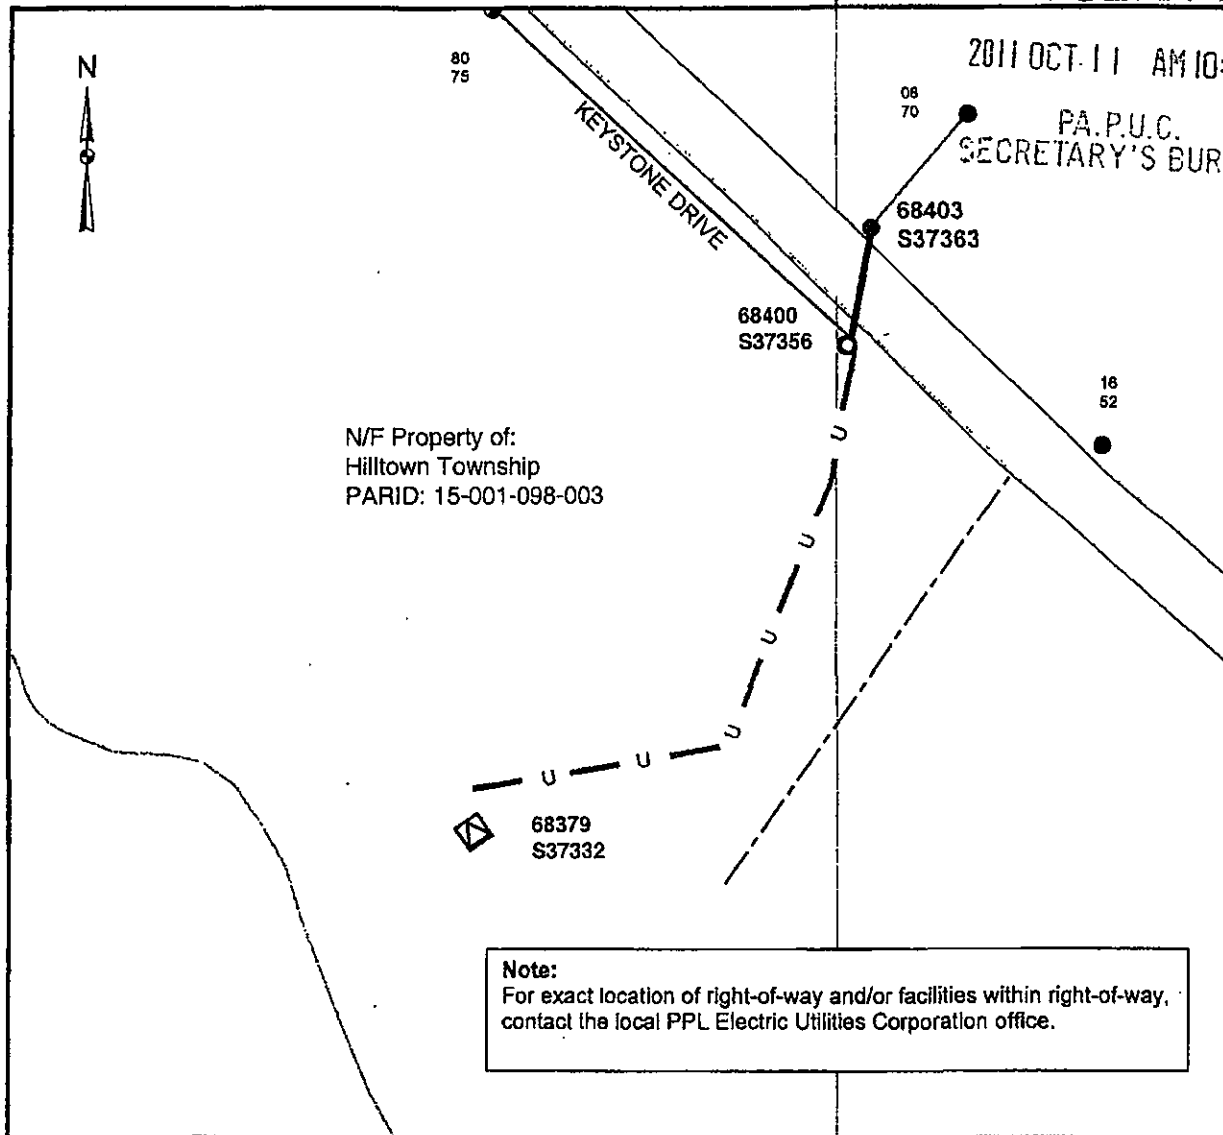 2011 OCT 11 AM 10:
PA.P.U.C.
SECRETARY'S BUR
N
80
75
08
70
KEYSTONE DRIVE
68403
S37363
68400
S37356
16
52
N/F Property of:
Hilltown Township
PARID: 15-001-098-003
U
U
U
U
U
U
68379
S37332
Note:
For exact location of right-of-way and/or facilities within right-of-way,
contact the local PPL Electric Utilities Corporation office.